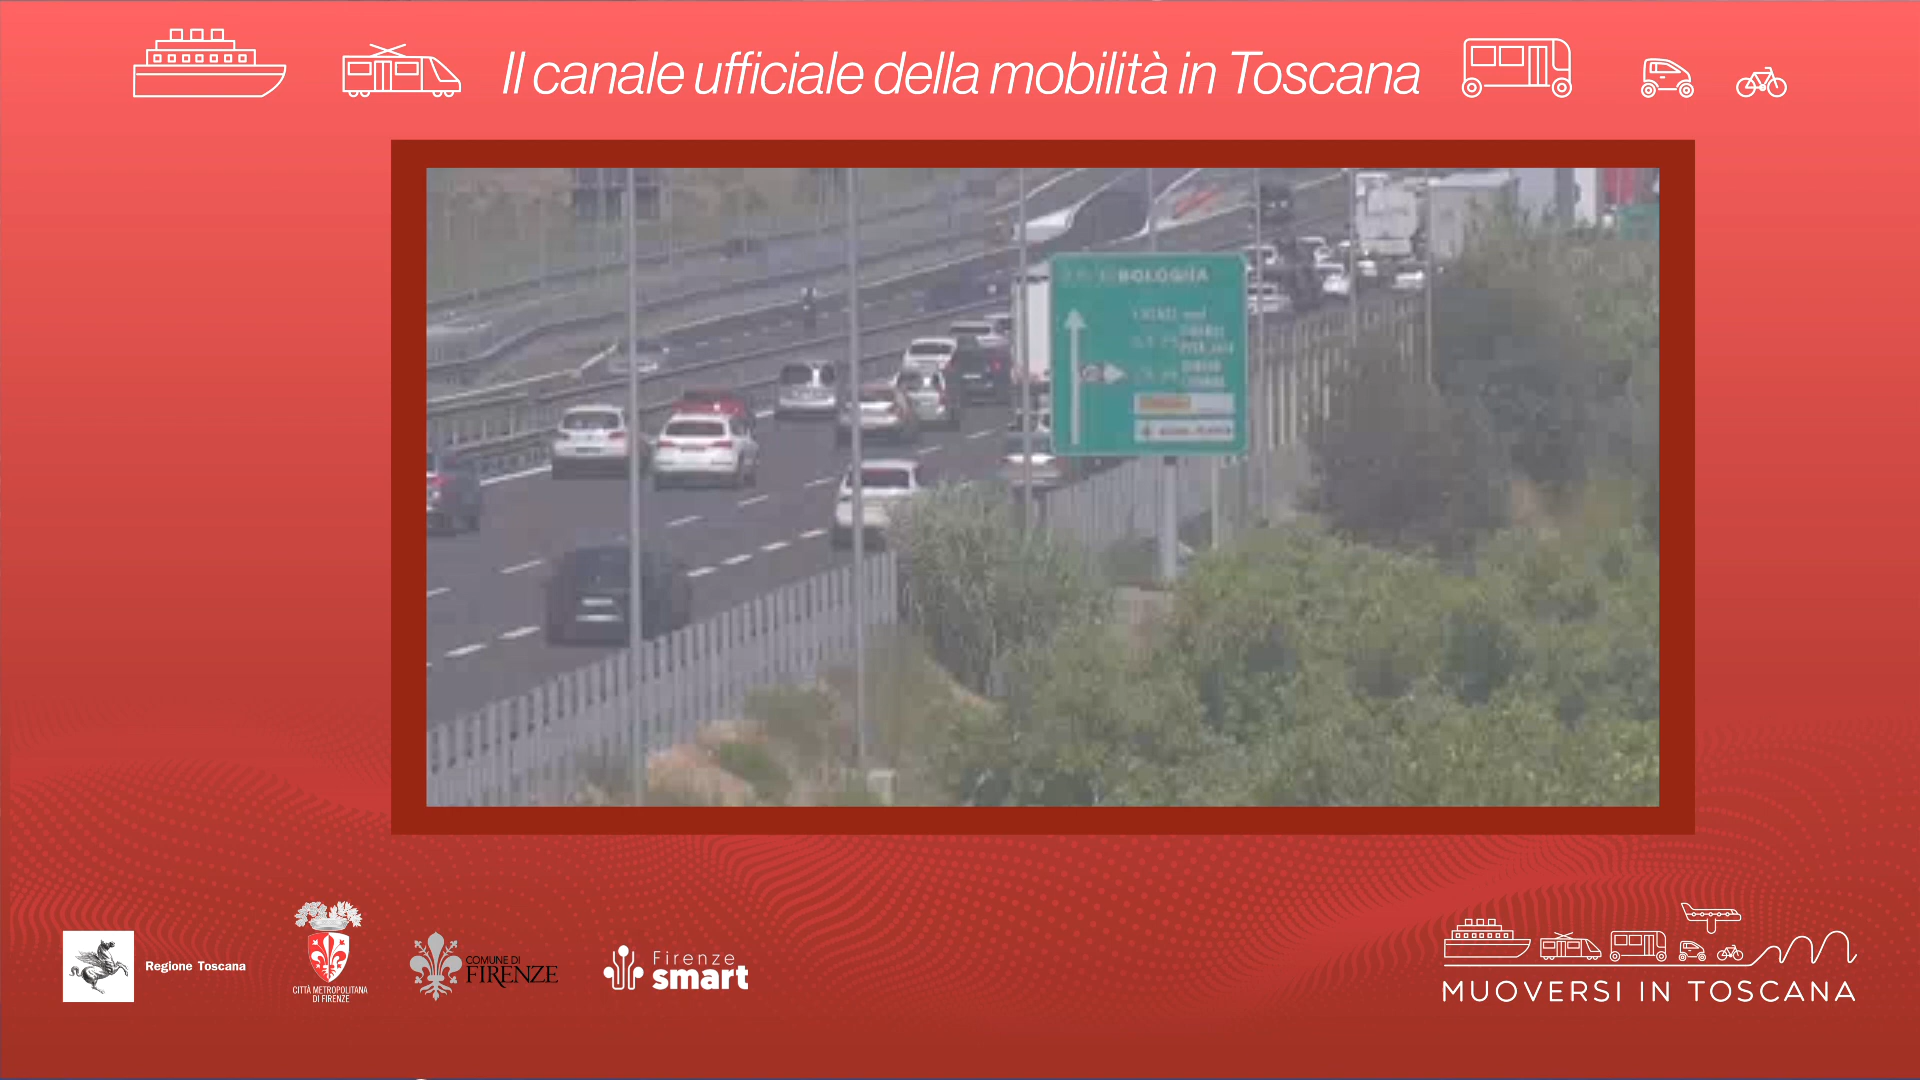 Il canale ufficiale della mobilità in Toscana
BOLOGNA
Regione Toscana
CITTÀ METROPOLITANA
DI FIRENZE
COMUNE DI
FIRENZE
Firenze
smart
MUOVERSI IN TOSCANA